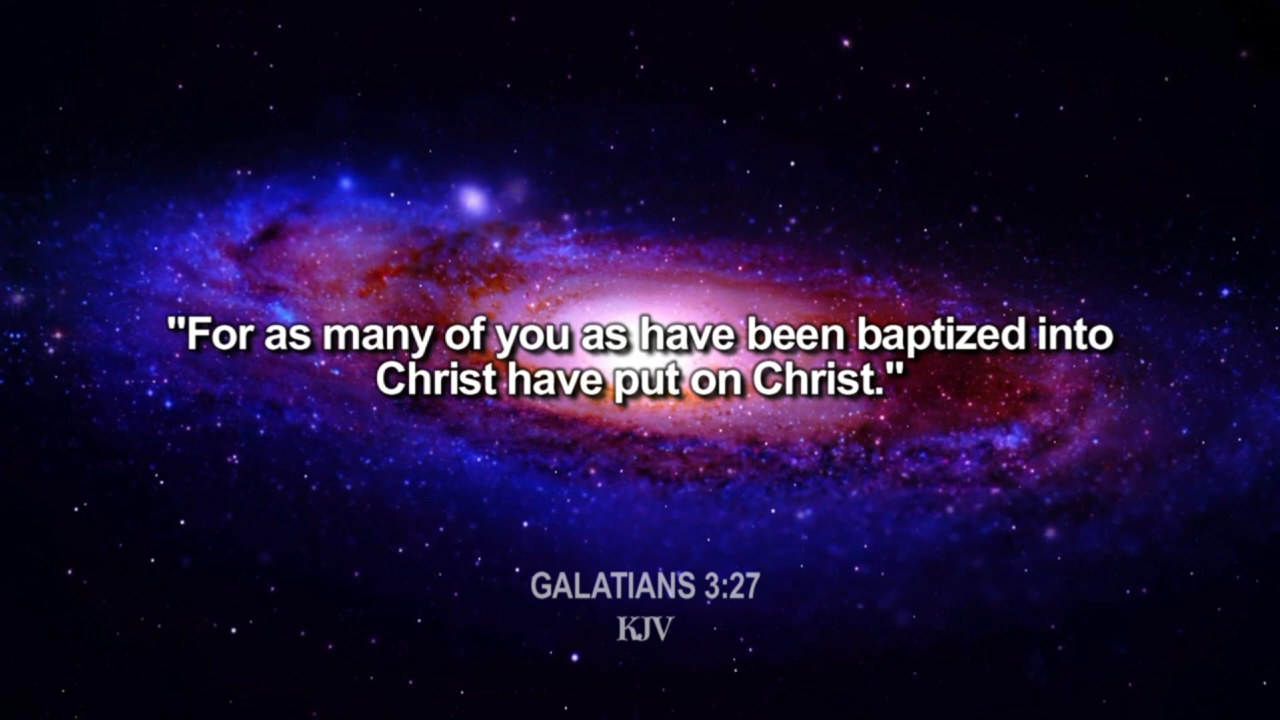 "For as many of you as have been baptized into
Christ have put on Christ."
GALATIANS 3:27
KJV